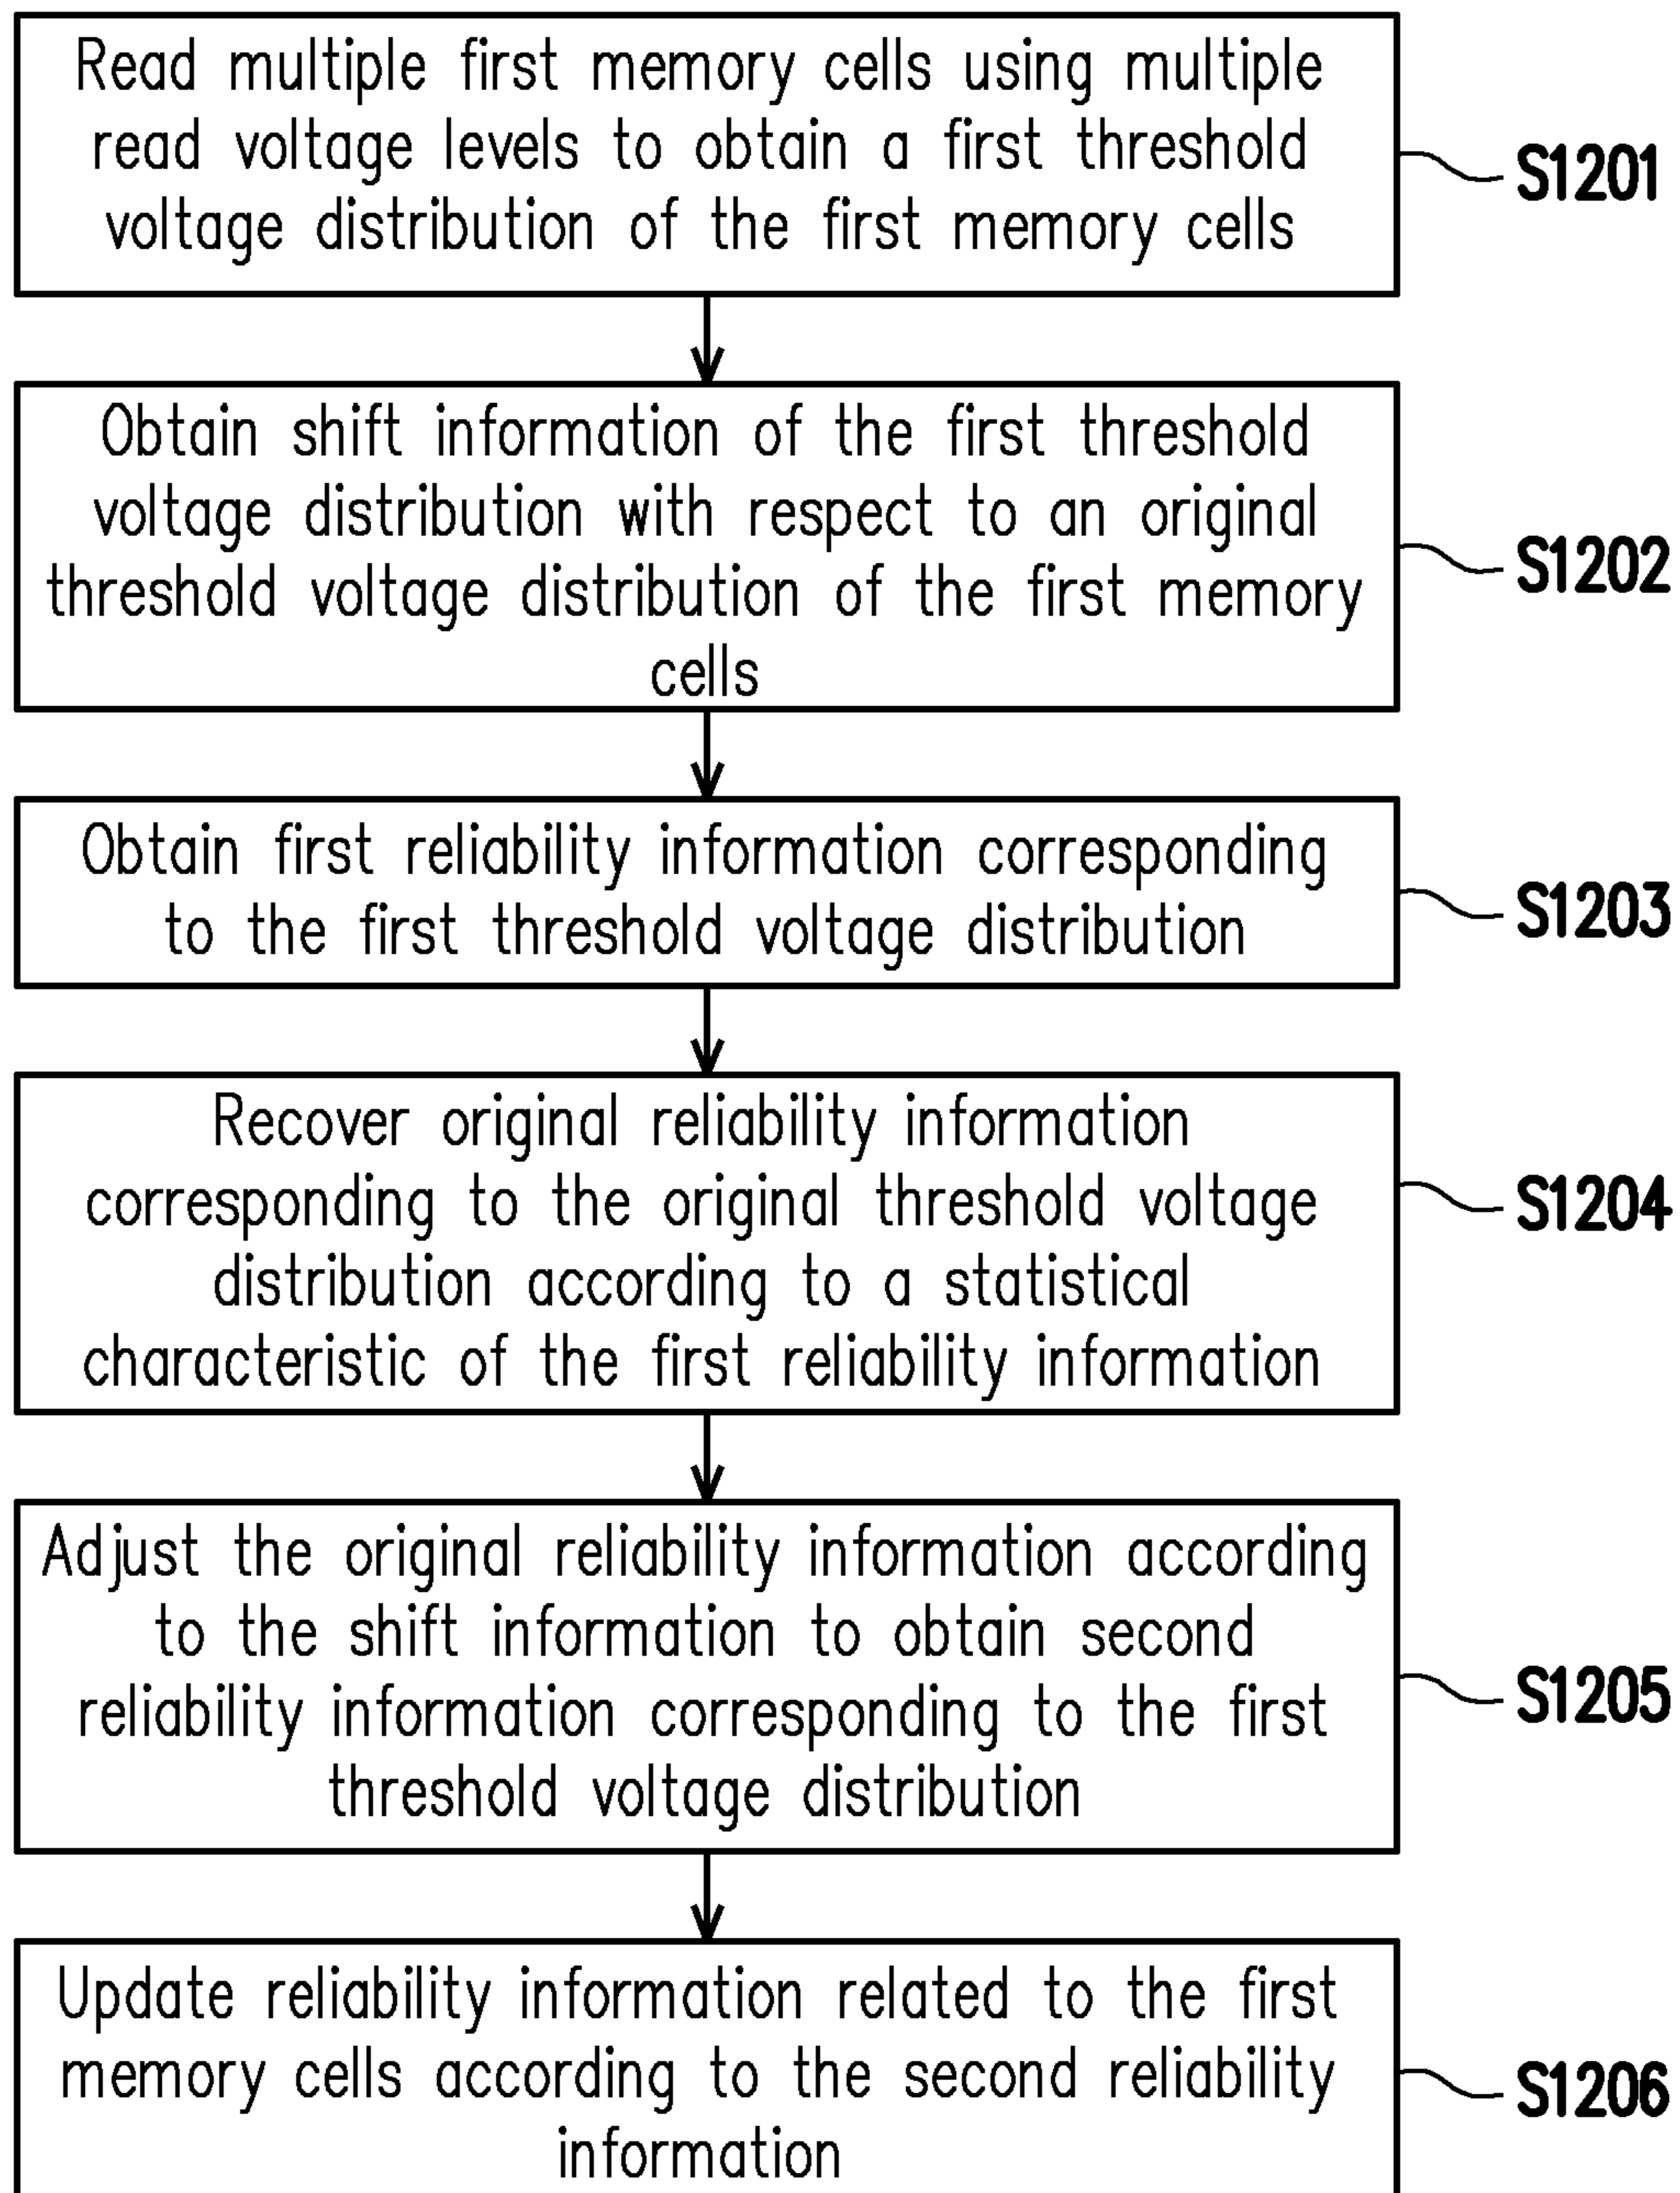 Read multiple first memory cells using multiple
read voltage levels to obtain a first threshold
voltage distribution of the first memory cells
S1201
Obtain shift information of the first threshold
voltage distribution with respect to an original
threshold voltage distribution of the first memory
cells
S1202
Obtain first reliability information corresponding
to the first threshold voltage distribution
S1203
Recover original reliability information
corresponding to the original threshold voltage
distribution according to a statistical
characteristic of the first reliability information
S1204
Adjust the original reliability information according
to the shift information to obtain second
reliability information corresponding to the first
threshold voltage distribution
S1205
Update reliability information related to the first
memory cells according to the second reliability
information
S1206